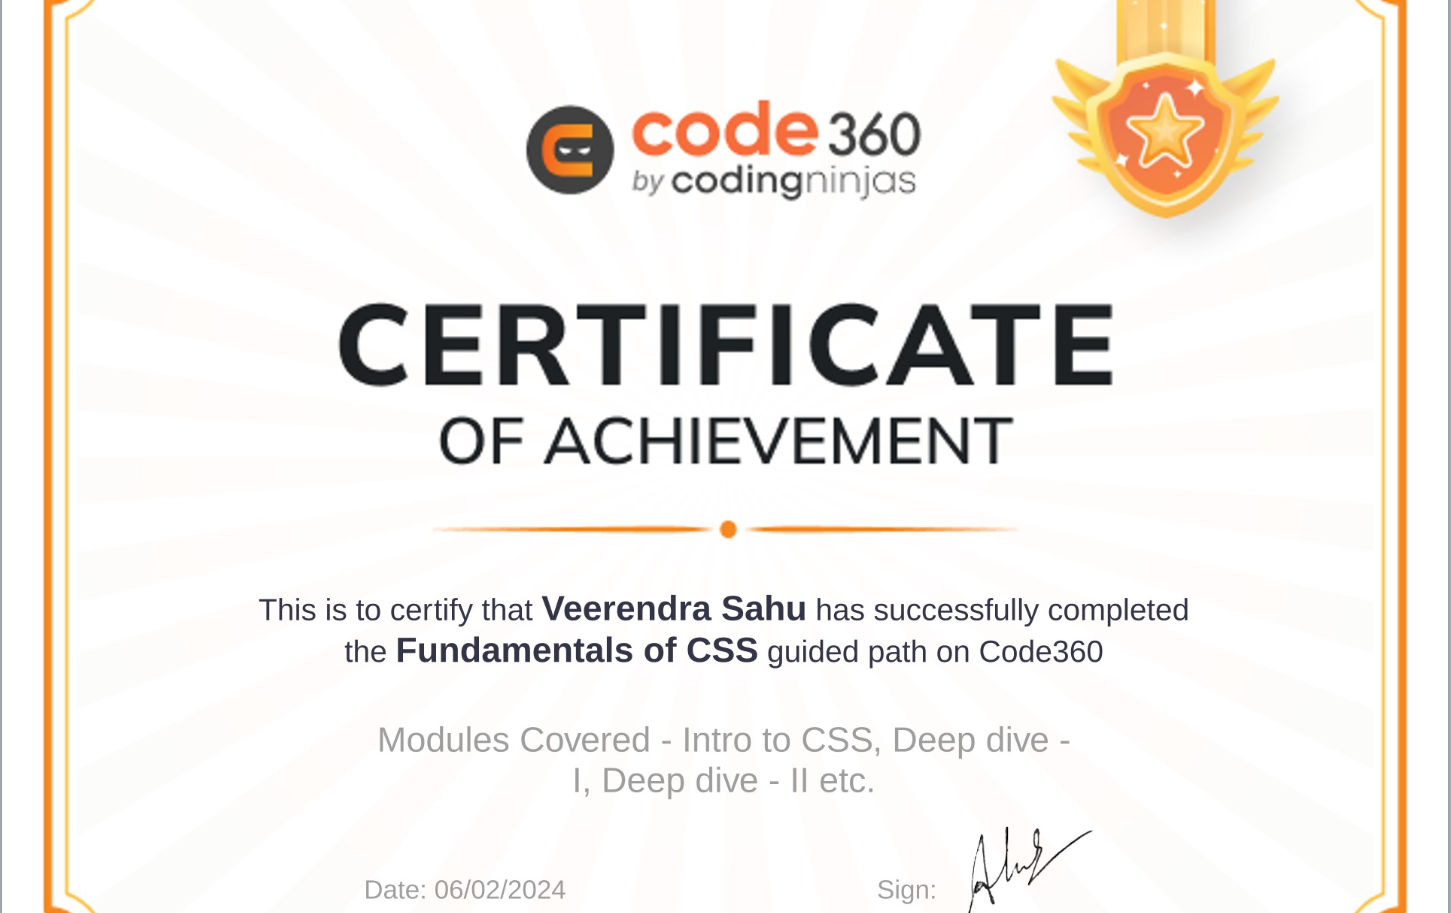 code 360
by codingninjas
CERTIFICATE
OF ACHIEVEMENT
This is to certify that Veerendra Sahu has successfully completed
the Fundamentals of CSS guided path on Code360
Modules Covered - Intro to CSS, Deep dive -
I, Deep dive - II etc.
Date: 06/02/2024
Sign: